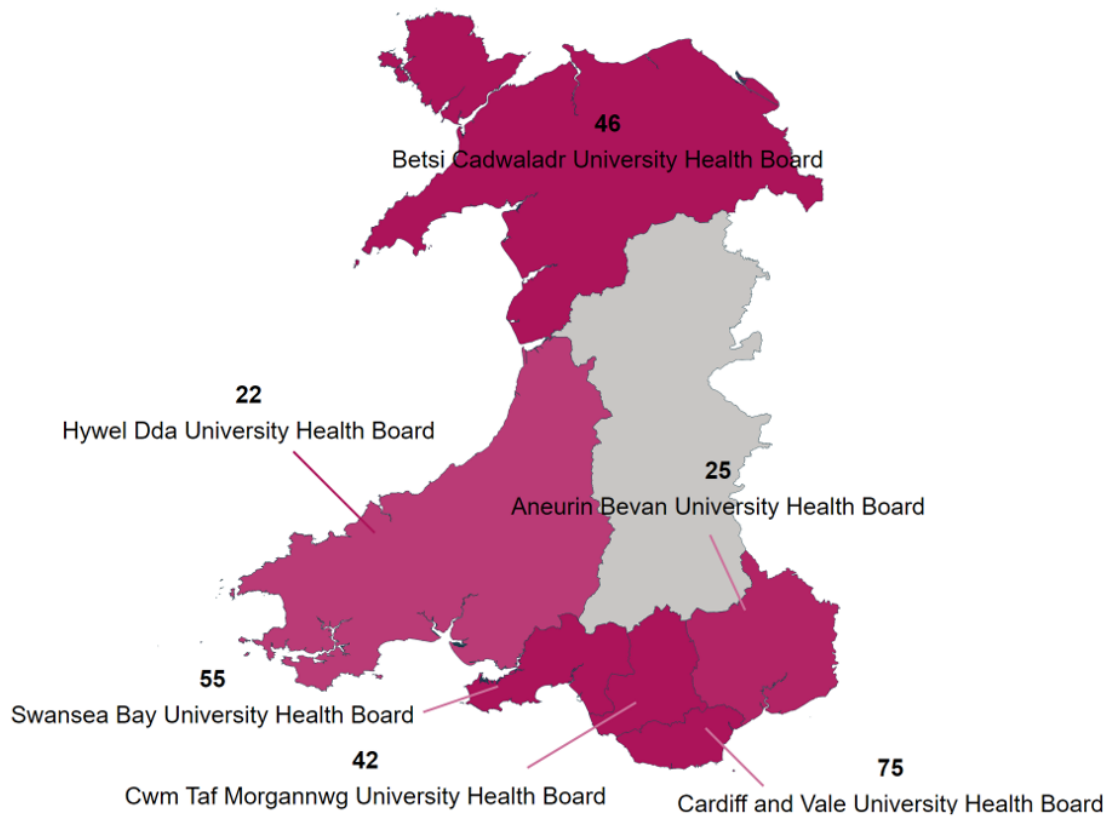 46
Betsi Cadwaladr University Health Board
22
Hywel Dda University Health Board
25
Aneurin Bevan University Health Board
55
Swansea Bay University Health Board
42
Cwm Taf Morgannwg University Health Board
75
Cardiff and Vale University Health Board